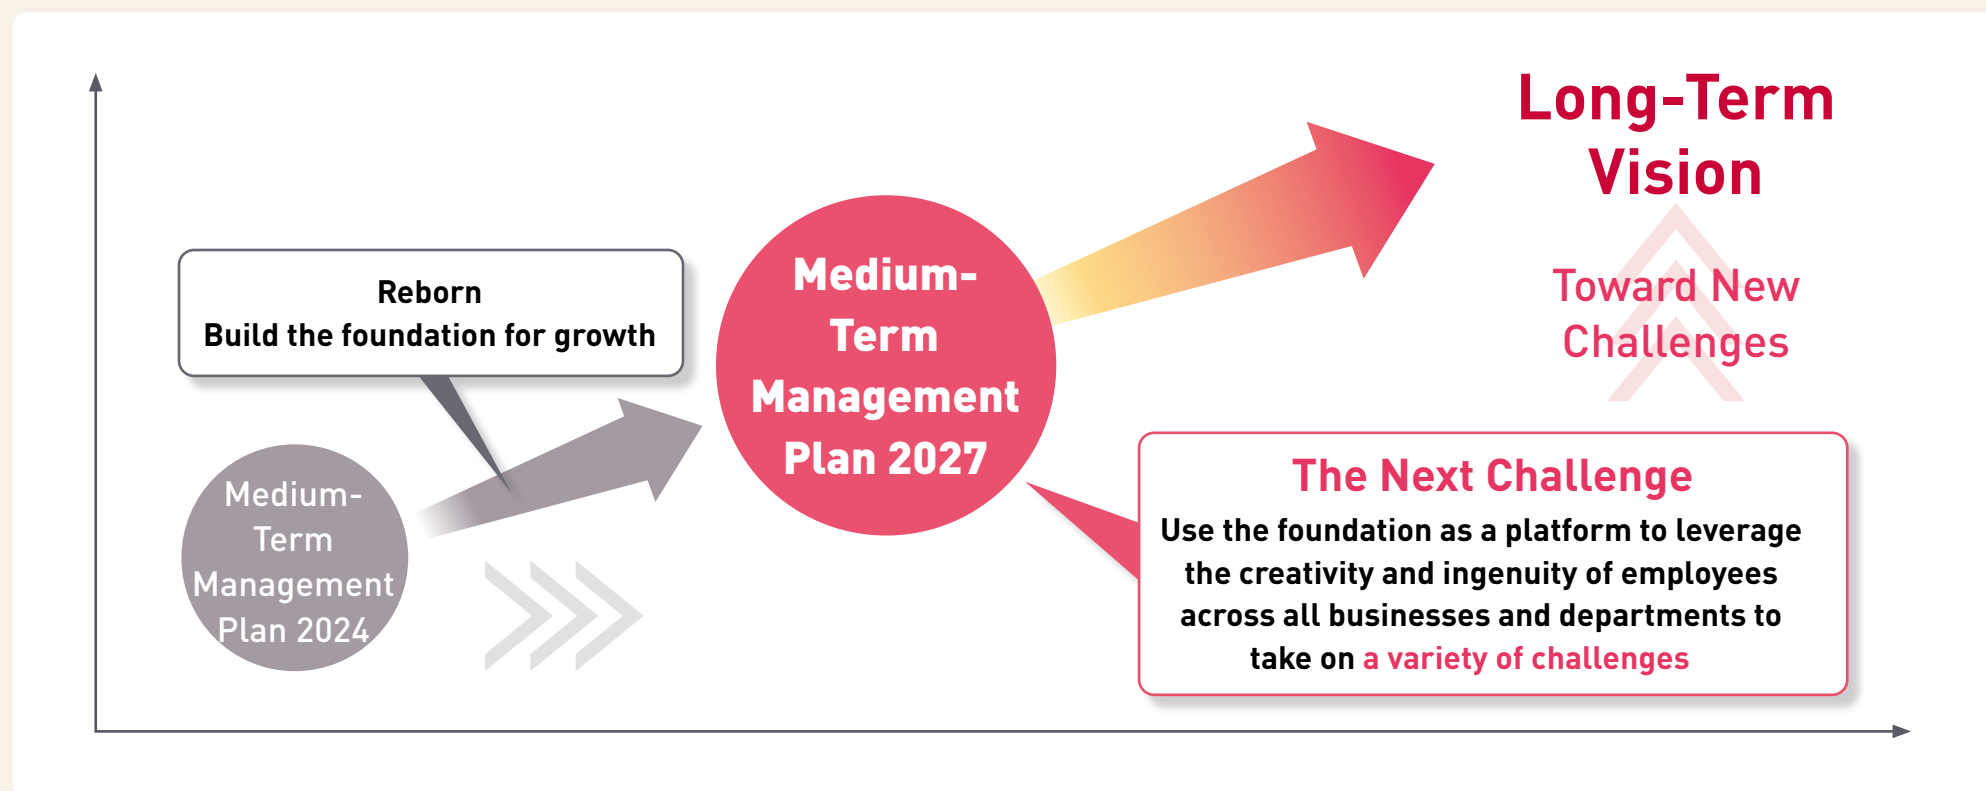 Long-Term
Vision
Toward New
Challenges
Reborn
Build the foundation for growth
Medium-
Term
Management
Plan 2027
Medium-
Term
Management
Plan 2024
The Next Challenge
Use the foundation as a platform to leverage
the creativity and ingenuity of employees
across all businesses and departments to
take on a variety of challenges